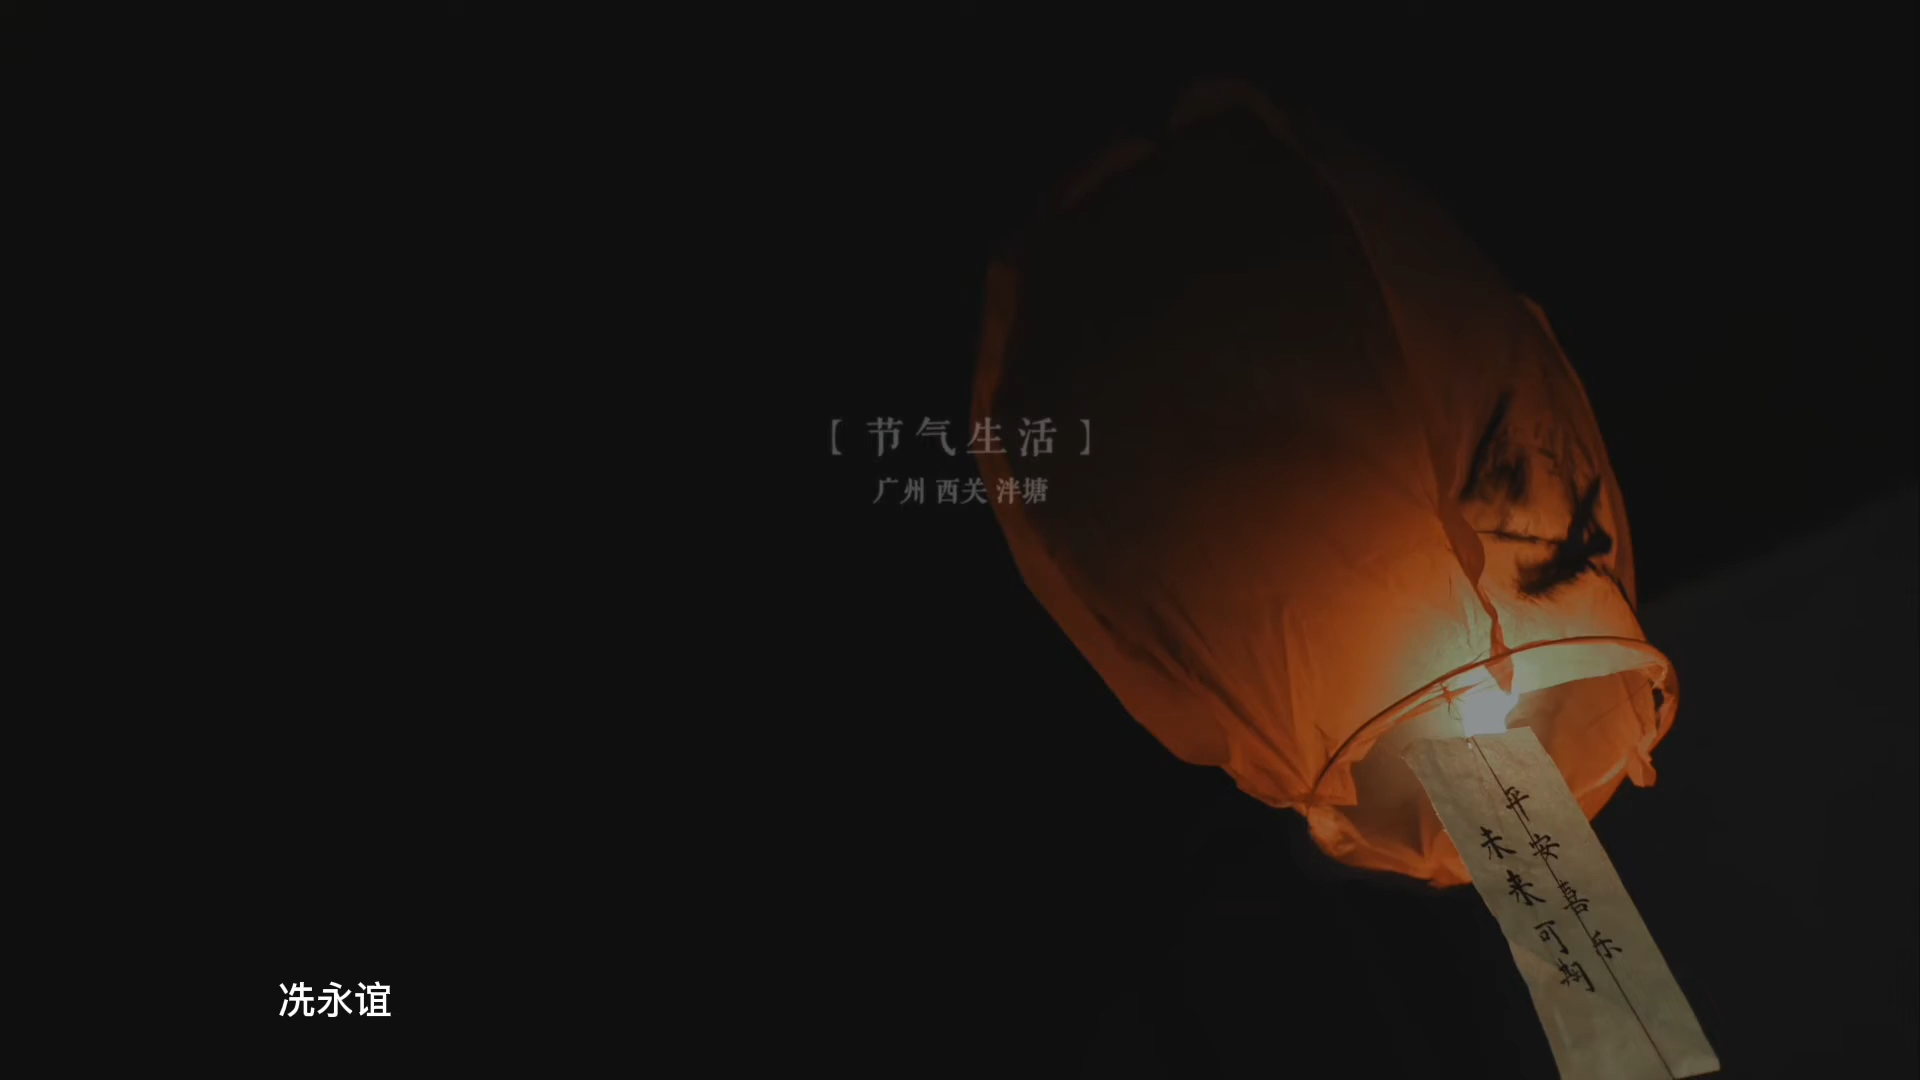 【节气生活】
广州 西关 泮塘
平安喜乐
未来可期
冼永谊